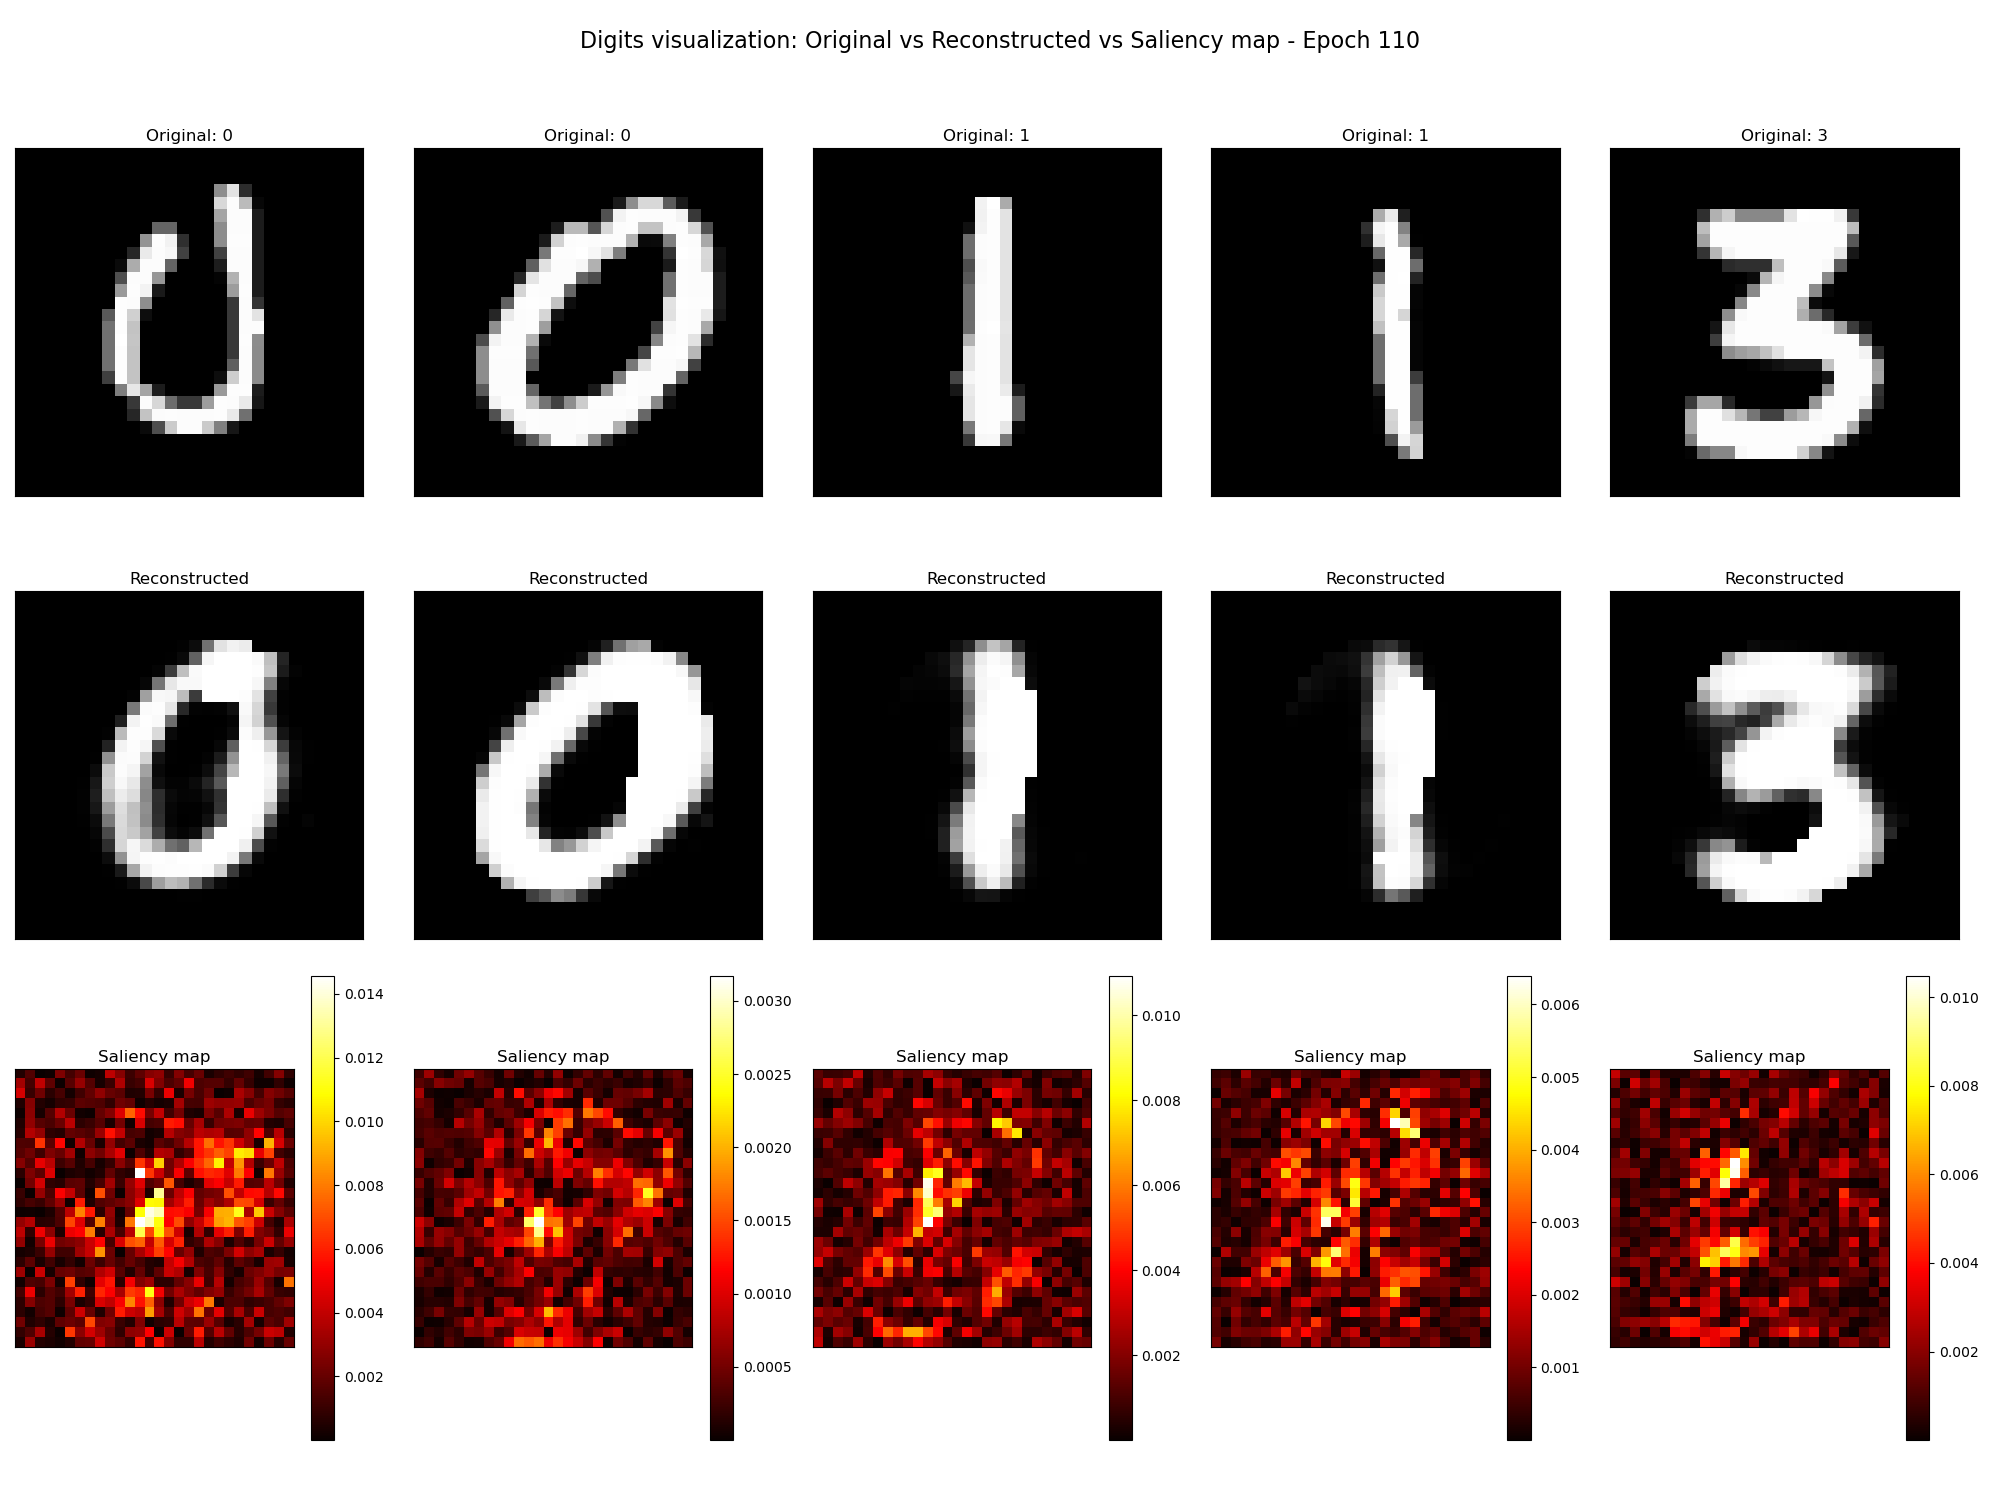 Digits visualization: Original vs Reconstructed vs Saliency map - Epoch 110
Original: 0
Original: 0
Original: 1
Original: 1
Original: 3
Reconstructed
Reconstructed
Reconstructed
Reconstructed
Reconstructed
Saliency map
0.014
0.012
0.010
0.008
0.006
0.004
0.002
Saliency map
0.0030
0.0025
0.0020
0.0015
0.0010
0.0005
Saliency map
0.010
0.008
0.006
0.004
0.002
Saliency map
0.006
0.005
0.004
0.003
0.002
0.001
Saliency map
0.010
0.008
0.006
0.004
0.002